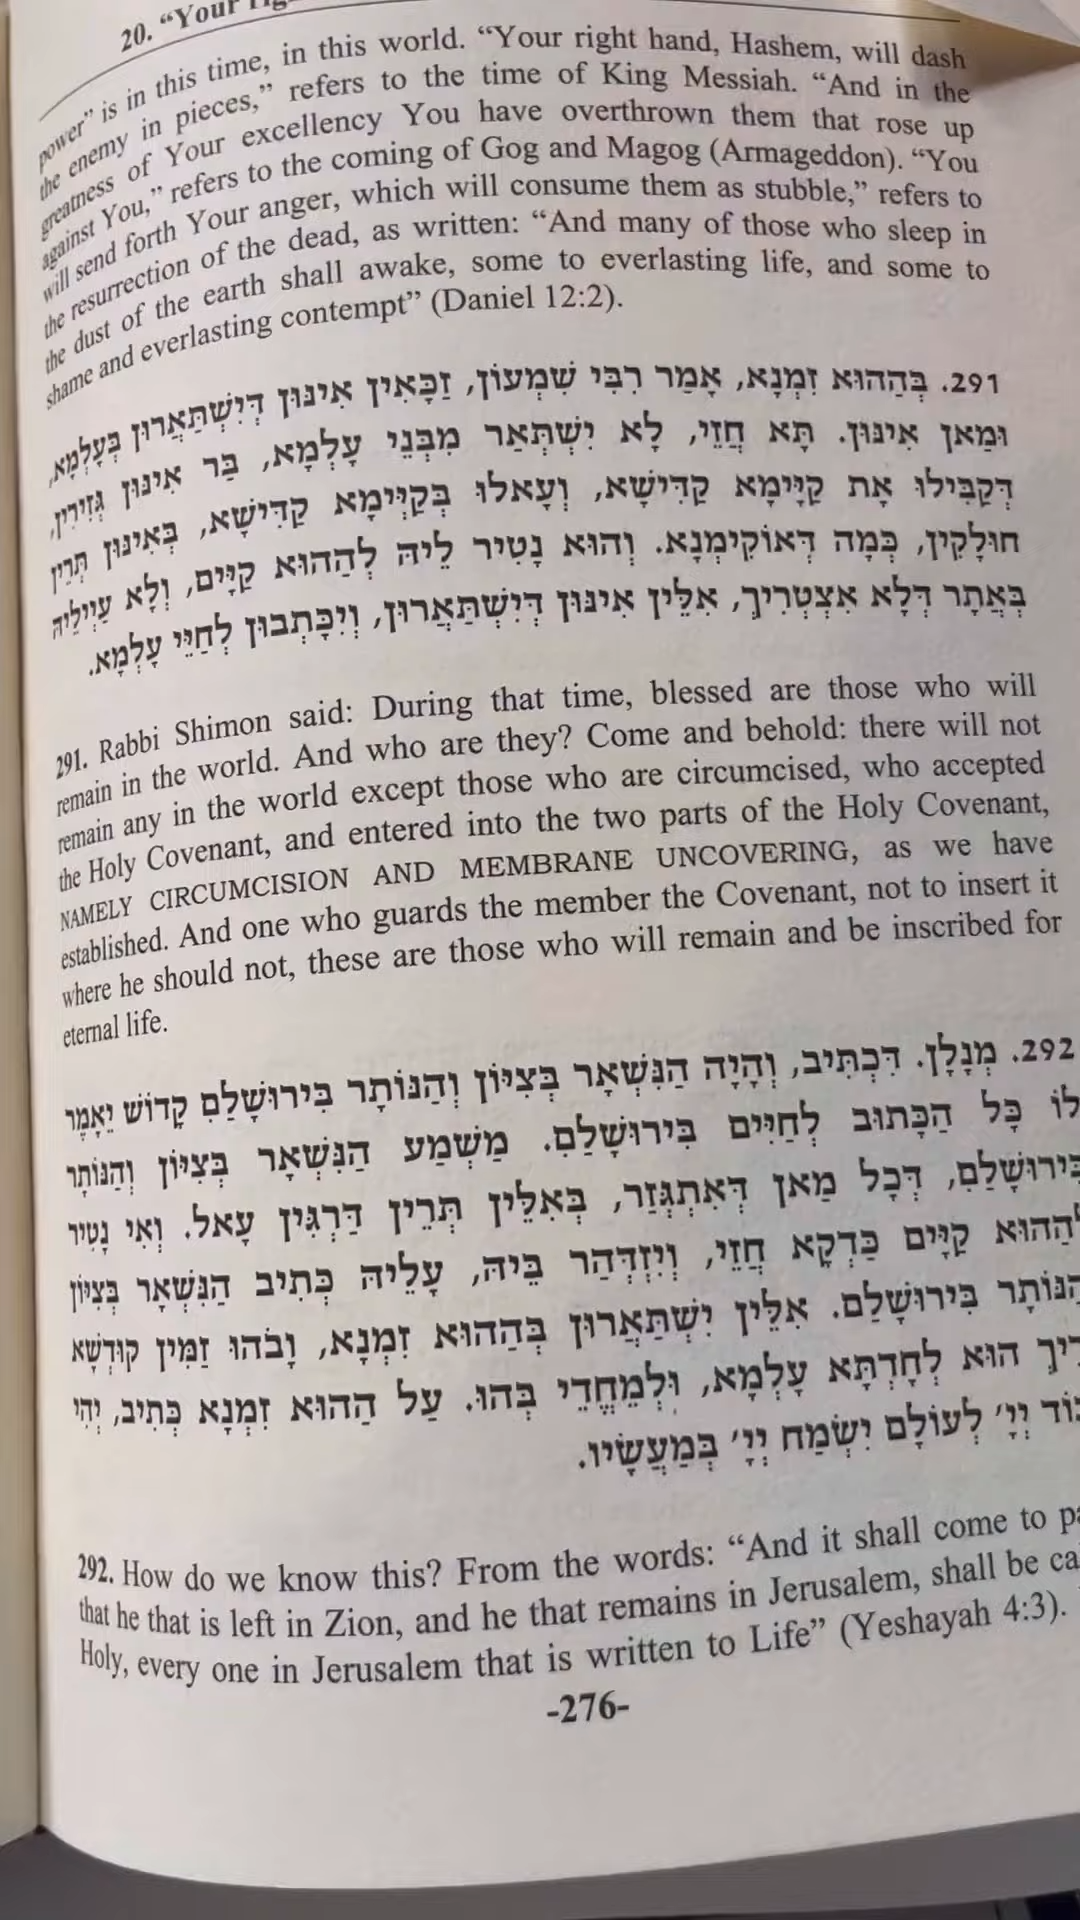 20. “Your
power” is in this time, in this world. “Your right hand, Hashem, will dash
the enemy in pieces,” refers to the time of King Messiah. “And in the
greatness of Your excellency You have overthrown them that rose up
against You,” refers to the coming of Gog and Magog (Armageddon). “You
will send forth Your anger, which will consume them as stubble,” refers to
the resurrection of the dead, as written: “And many of those who sleep in
the dust of the earth shall awake, some to everlasting life, and some to
shame and everlasting contempt” (Daniel 12:2).
291. בְּהַהוּא זִמְנָא, אָמַר רִבִּי שִׁמְעוֹן, זַכָּאִין אִינּוּן דְּיִשְׁתַּאֲרוּן בְּעָלְמָא,
וּמַאן אִינּוּן. תָּא חֲזֵי, לָא יִשְׁתְּאַר מִבְּנֵי עָלְמָא, בַּר אִינּוּן גְּזִירִין,
דְּקַבִּילוּ אָת קַיָּימָא קַדִּישָׁא, וְעָאלוּ בְּקַיְּימָא קַדִּישָׁא, בְּאִינּוּן תְּרֵין
חוּלָקִין, כְּמָה דְּאוֹקִימְנָא. וְהוּא נָטִיר לֵיהּ לְהַהוּא קַיָּים, וְלָא עָיְילֵיהּ
בְּאֲתָר דְּלָא אִצְטְרִיךְ, אִלֵּין אִינּוּן דְּיִשְׁתַּאֲרוּן, וְיִכָּתְבוּן לְחַיֵּי עָלְמָא.
291. Rabbi Shimon said: During that time, blessed are those who will
remain in the world. And who are they? Come and behold: there will not
remain any in the world except those who are circumcised, who accepted
the Holy Covenant, and entered into the two parts of the Holy Covenant,
NAMELY CIRCUMCISION AND MEMBRANE UNCOVERING, as we have
established. And one who guards the member the Covenant, not to insert it
where he should not, these are those who will remain and be inscribed for
eternal life.
292. מְנָלָן. דִּכְתִּיב, וְהָיָה הַנִּשְׁאָר בְּצִיּוֹן וְהַנּוֹתָר בִּירוּשָׁלַםִ קָדוֹשׁ יֵאָמֶר
לוֹ כָּל הַכָּתוּב לְחַיִּים בִּירוּשָׁלַםִ. מַשְׁמַע הַנִּשְׁאָר בְּצִיּוֹן וְהַנּוֹתָר
בִּירוּשָׁלַםִ, דְּכָל מַאן דְּאִתְגְּזַר, בְּאִלֵּין תְּרֵין דַּרְגִּין עָאל. וְאִי נָטִיר
לְהַהוּא קַיָּים כַּדְקָא חֲזֵי, וְיִזְדְּהַר בֵּיהּ, עָלֵיהּ כְּתִיב הַנִּשְׁאָר בְּצִיּוֹן
בִּירוּשָׁלַםִ. אִלֵּין יִשְׁתַּאֲרוּן בְּהַהוּא זִמְנָא, וּבְהוּ זַמִּין קוּדְשָׁא
הוּא לְחָדְתָּא עָלְמָא, וּלְמֶחֱדֵי בְּהוּ. עַל הַהוּא זִמְנָא כְּתִיב, יְהִי
יְיָ׳ לְעוֹלָם יִשְׂמַח יְיָ׳ בְּמַעֲשָׂיו.
292. How do we know this? From the words: “And it shall come to pa
that he that is left in Zion, and he that remains in Jerusalem, shall be ca
Holy, every one in Jerusalem that is written to Life” (Yeshayah 4:3).
-276-